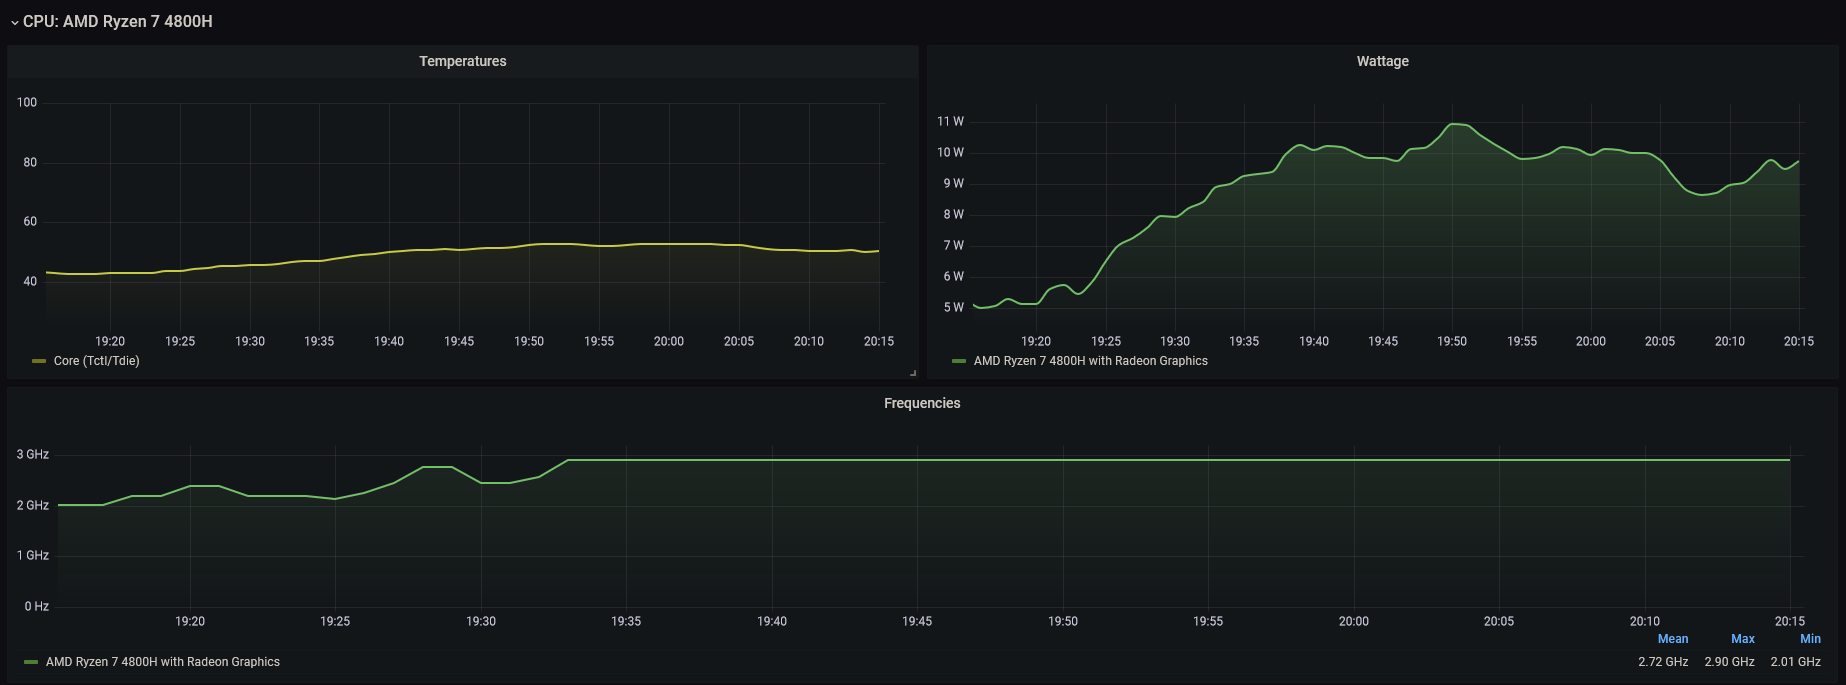 CPU: AMD Ryzen 7 4800H
Temperatures
100
80
60
40
19:20 19:25 19:30 19:35 19:40 19:45 19:50 19:55 20:00 20:05 20:10 20:15
Core (Tctl/Tdie)
Wattage
11 W
10 W
9 W
8 W
7 W
6 W
5 W
19:20 19:25 19:30 19:35 19:40 19:45 19:50 19:55 20:00 20:05 20:10 20:15
AMD Ryzen 7 4800H with Radeon Graphics
Frequencies
3 GHz
2 GHz
1 GHz
0 Hz
19:20 19:25 19:30 19:35 19:40 19:45 19:50 19:55 20:00 20:05 20:10 20:15
Mean Max Min
AMD Ryzen 7 4800H with Radeon Graphics 2.72 GHz 2.90 GHz 2.01 GHz